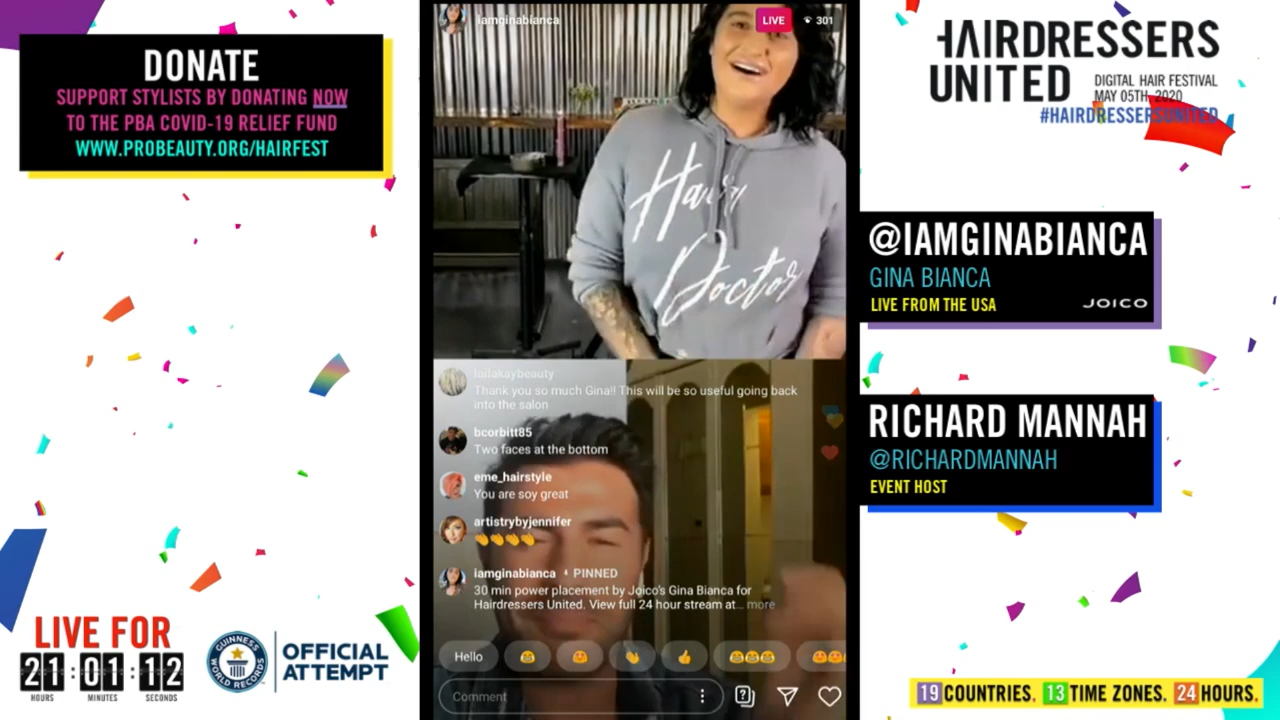 DONATE
SUPPORT STYLISTS BY DONATING NOW
TO THE PBA COVID-19 RELIEF FUND
WWW.PROBEAUTY.ORG/HAIRFEST
LIVE FOR
21:01:12
HOURS MINUTES SECONDS
GUINNESS WORLD RECORDS
OFFICIAL
ATTEMPT
iamginabianca
LIVE 301
Hair
Doctor
lailakaybeauty
Thank you so much Gina!! This will be so useful going back
into the salon
bcorbitt85
Two faces at the bottom
eme_hairstyle
You are soy great
artistrybyjennifer
👏👏👏👏
iamginabianca PINNED
30 min power placement by Joico's Gina Bianca for
Hairdressers United. View full 24 hour stream at... more
Hello
Comment
HAIRDRESSERS
UNITED
DIGITAL HAIR FESTIVAL
MAY 05TH, 2020
#HAIRDRESSERSUNITED
@IAMGINABIANCA
GINA BIANCA
LIVE FROM THE USA
JOICO
RICHARD MANNAH
@RICHARDMANNAH
EVENT HOST
19 COUNTRIES. 13 TIME ZONES. 24 HOURS.